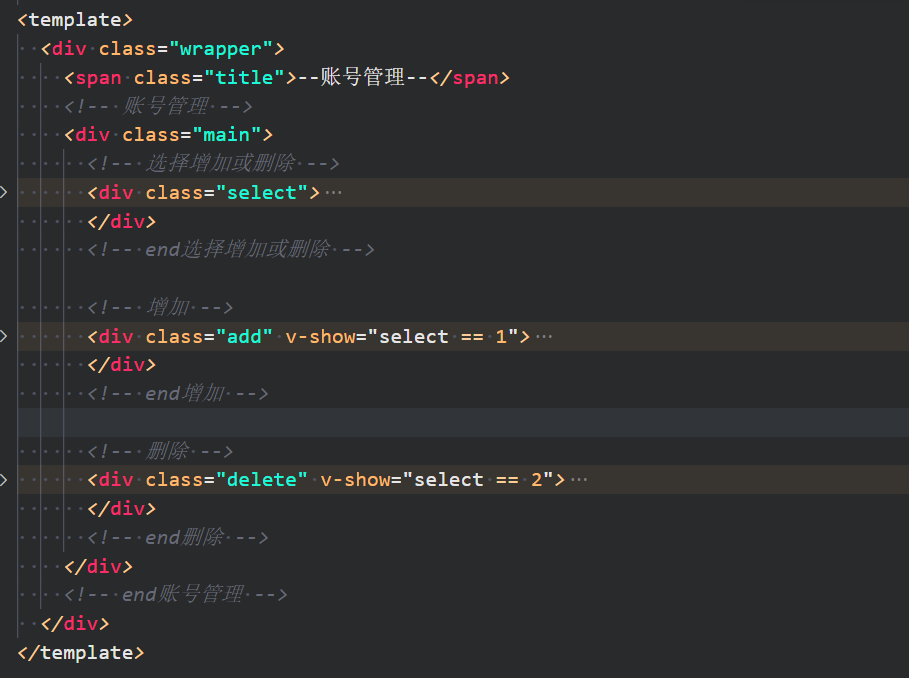 <template>
<div class="wrapper">
<span class="title">--账号管理--</span>
<!-- 账号管理 -->
<div class="main">
<!-- 选择增加或删除 -->
<div class="select">…
</div>
<!-- end选择增加或删除 -->
<!-- 增加 -->
<div class="add" v-show="select == 1">…
</div>
<!-- end增加 -->
<!-- 删除 -->
<div class="delete" v-show="select == 2">…
</div>
<!-- end删除 -->
</div>
<!-- end账号管理 -->
</div>
</template>